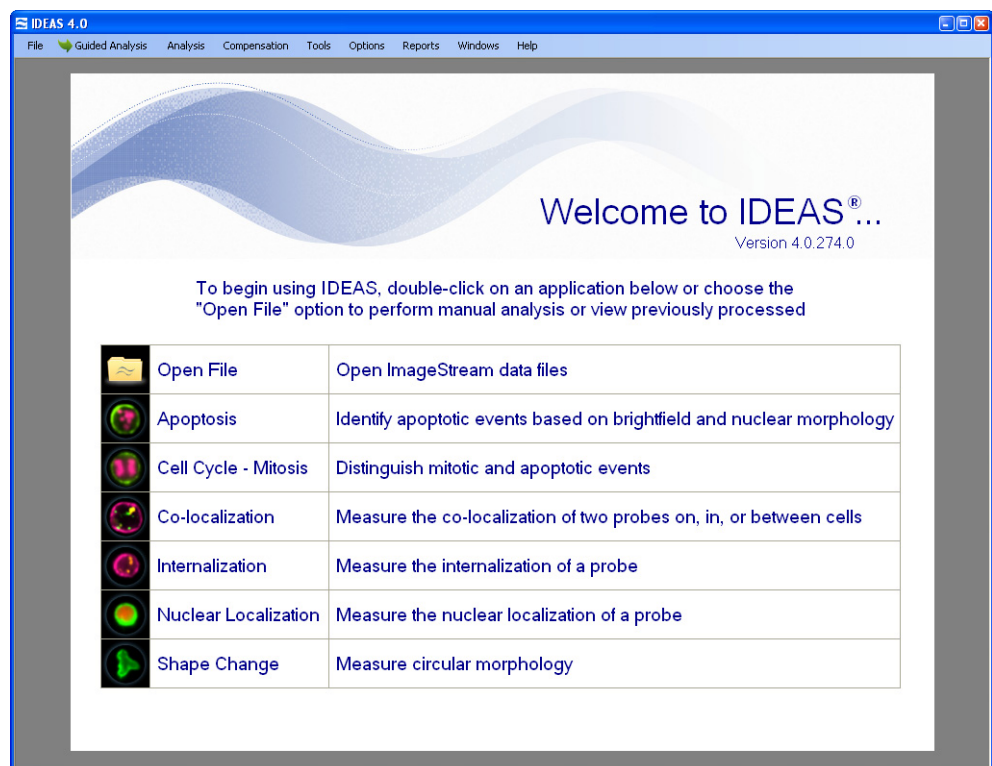 IDEAS 4.0
File Guided Analysis Analysis Compensation Tools Options Reports Windows Help
Welcome to IDEAS®...
Version 4.0.274.0
To begin using IDEAS, double-click on an application below or choose the
"Open File" option to perform manual analysis or view previously processed
Open File Open ImageStream data files
Apoptosis Identify apoptotic events based on brightfield and nuclear morphology
Cell Cycle - Mitosis Distinguish mitotic and apoptotic events
Co-localization Measure the co-localization of two probes on, in, or between cells
Internalization Measure the internalization of a probe
Nuclear Localization Measure the nuclear localization of a probe
Shape Change Measure circular morphology